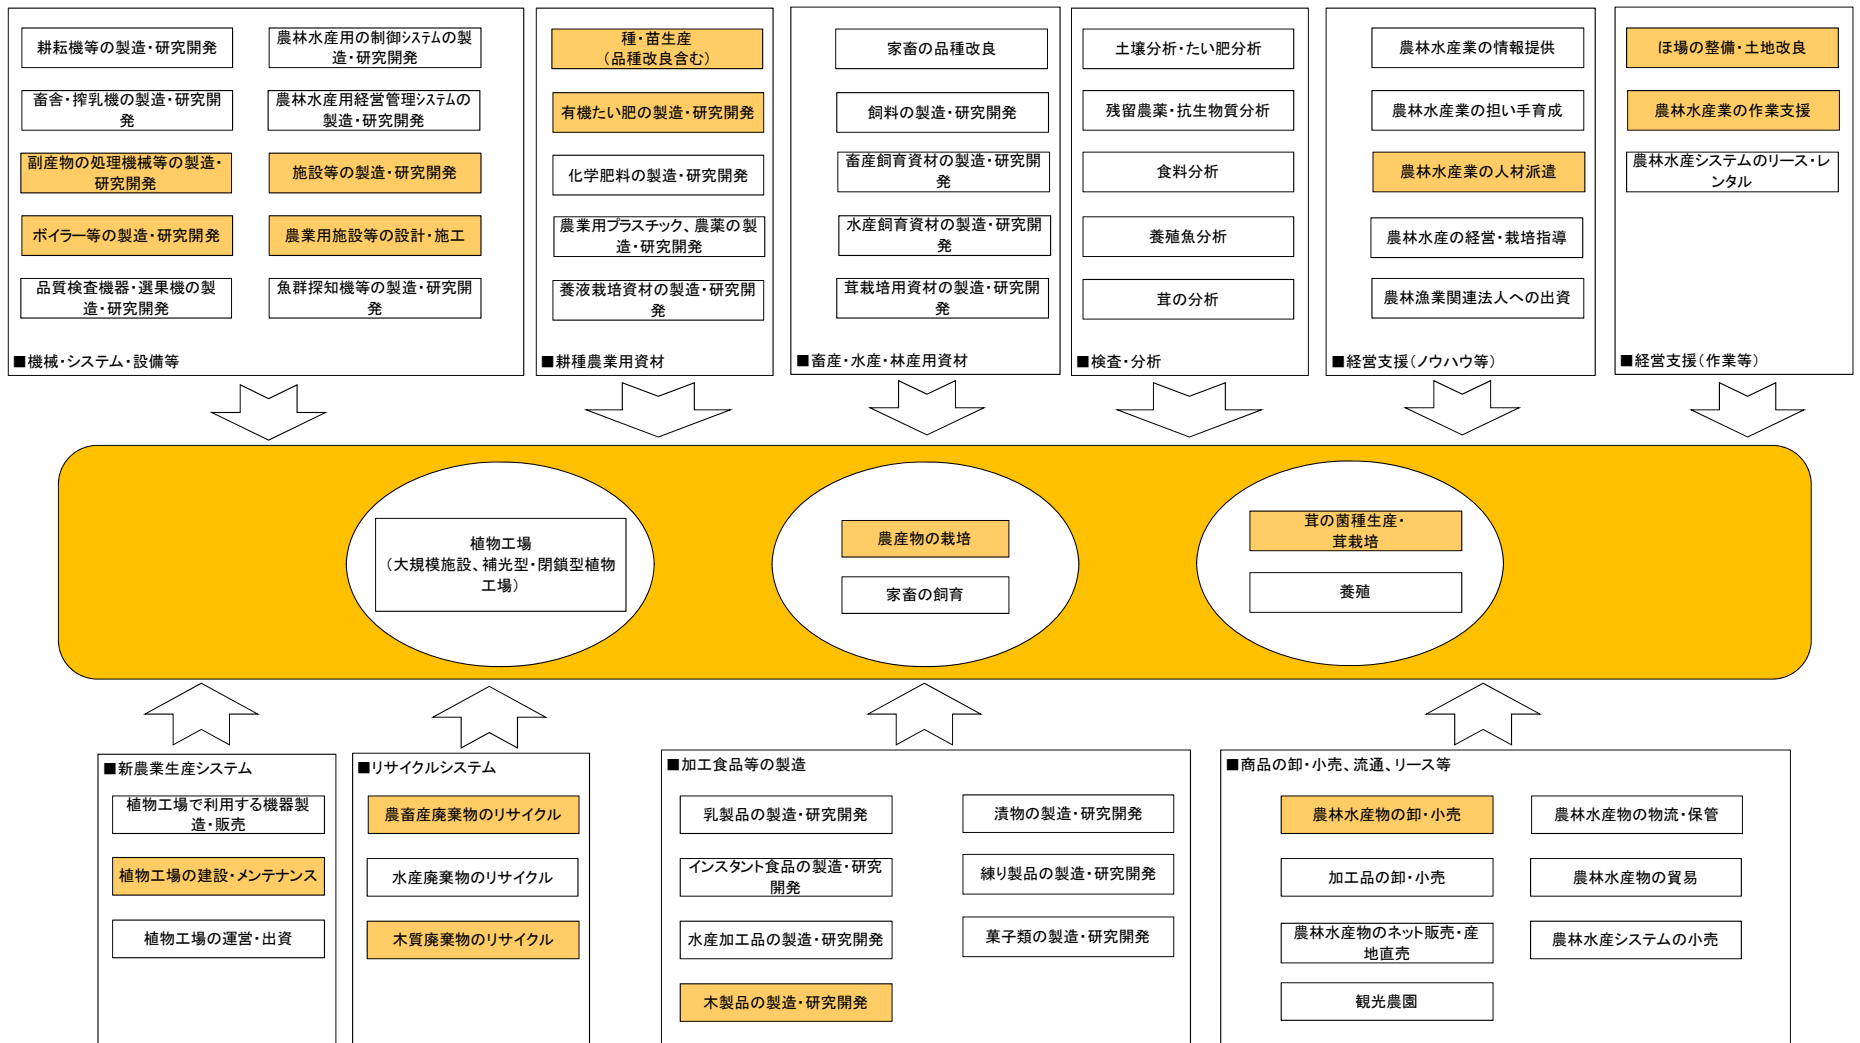 耕耘機等の製造・研究開発
農林水産用の制御システムの製
造・研究開発
畜舎・搾乳機の製造・研究開
発
農林水産用経営管理システムの
製造・研究開発
副産物の処理機械等の製造・
研究開発
施設等の製造・研究開発
ボイラー等の製造・研究開発
農業用施設等の設計・施工
品質検査機器・選果機の製
造・研究開発
魚群探知機等の製造・研究開
発
■機械・システム・設備等
種・苗生産
（品種改良含む）
有機たい肥の製造・研究開発
化学肥料の製造・研究開発
農業用プラスチック、農薬の製
造・研究開発
養液栽培資材の製造・研究開
発
■耕種農業用資材
家畜の品種改良
飼料の製造・研究開発
畜産飼育資材の製造・研究開
発
水産飼育資材の製造・研究開
発
茸栽培用資材の製造・研究開
発
■畜産・水産・林産用資材
土壌分析・たい肥分析
残留農薬・抗生物質分析
食料分析
養殖魚分析
茸の分析
■検査・分析
農林水産業の情報提供
農林水産業の担い手育成
農林水産業の人材派遣
農林水産の経営・栽培指導
農林漁業関連法人への出資
■経営支援（ノウハウ等）
ほ場の整備・土地改良
農林水産業の作業支援
農林水産システムのリース・レ
ンタル
■経営支援（作業等）
植物工場
（大規模施設、補光型・閉鎖型植物
工場）
農産物の栽培
家畜の飼育
茸の菌種生産・
茸栽培
養殖
■新農業生産システム
植物工場で利用する機器製
造・販売
植物工場の建設・メンテナンス
植物工場の運営・出資
■リサイクルシステム
農畜産廃棄物のリサイクル
水産廃棄物のリサイクル
木質廃棄物のリサイクル
■加工食品等の製造
乳製品の製造・研究開発
漬物の製造・研究開発
インスタント食品の製造・研究
開発
練り製品の製造・研究開発
水産加工品の製造・研究開発
菓子類の製造・研究開発
木製品の製造・研究開発
■商品の卸・小売、流通、リース等
農林水産物の卸・小売
農林水産物の物流・保管
加工品の卸・小売
農林水産物の貿易
農林水産物のネット販売・産
地直売
農林水産システムの小売
観光農園